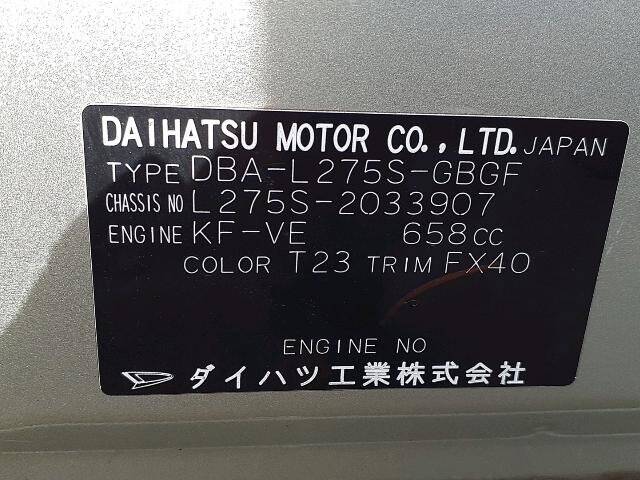 DAIHATSU MOTOR CO., LTD. JAPAN
TYPE DBA-L275S-GBGF
CHASSIS NO L275S-2033907
ENGINE KF-VE 658cc
COLOR T23 TRIM FX40
ENGINE NO
ダイハツ工業株式会社